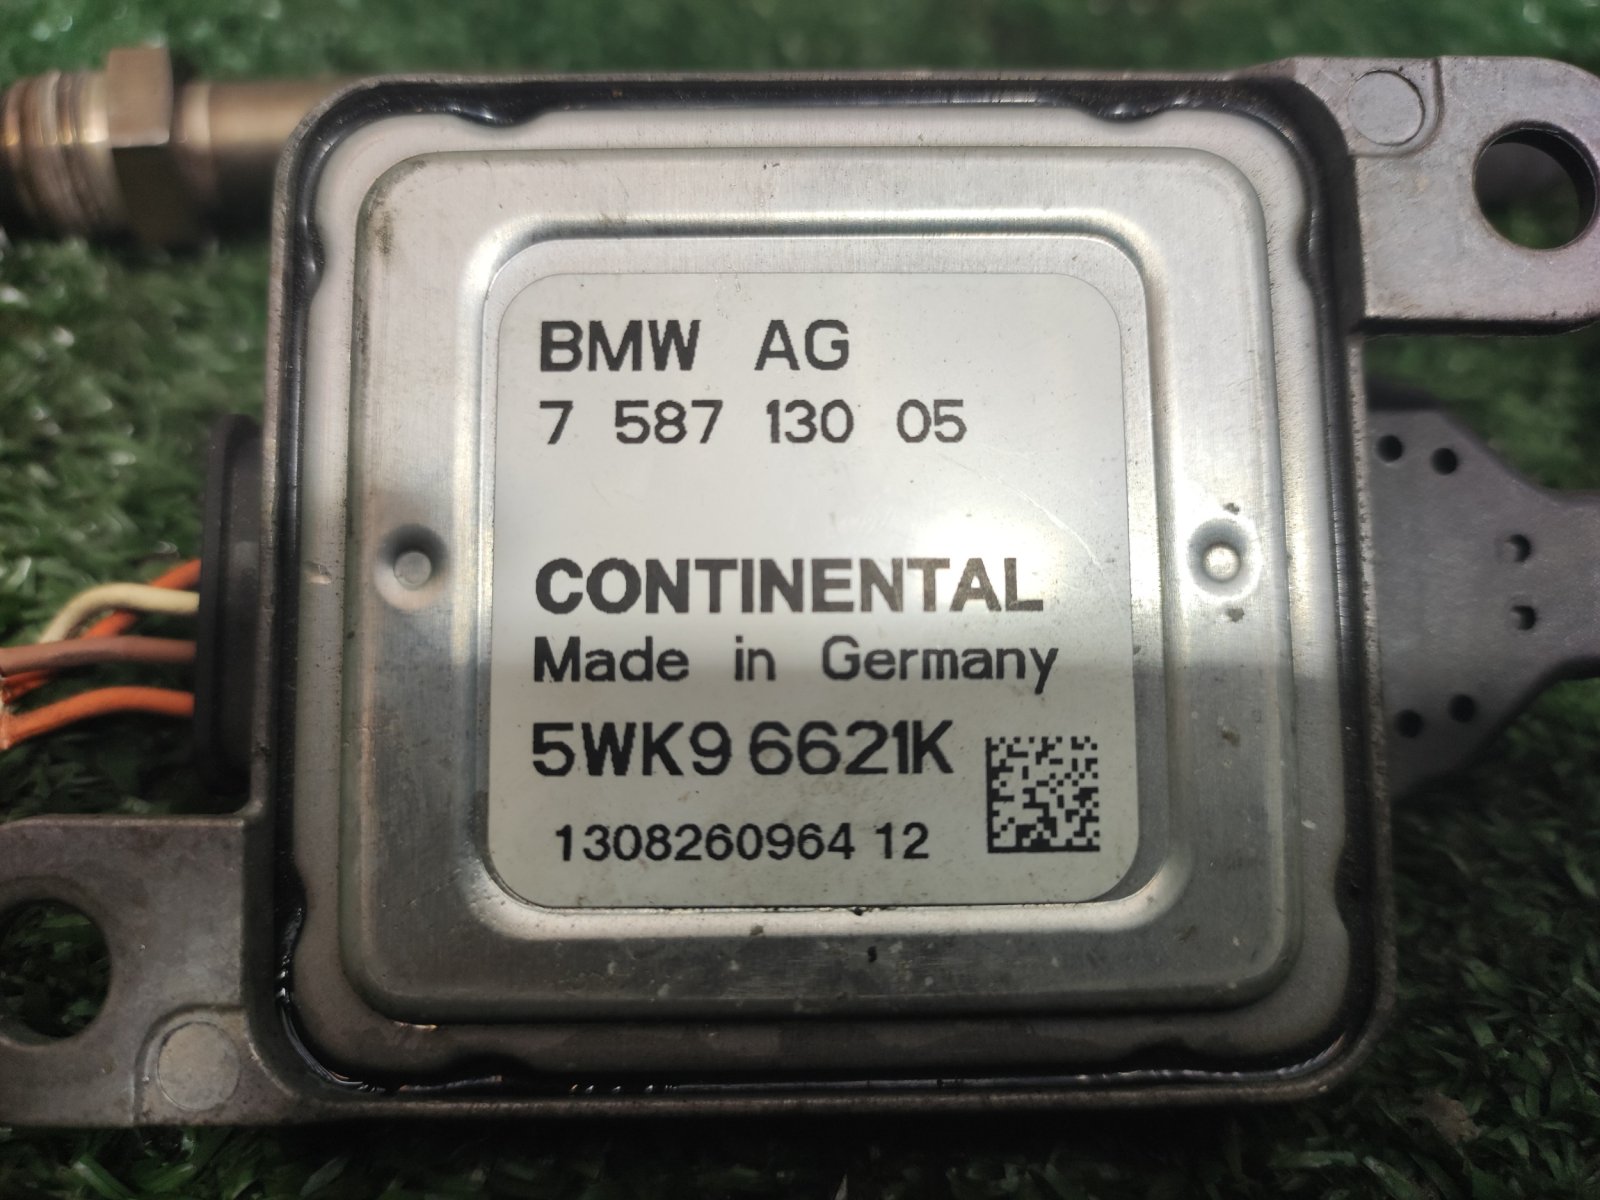 BMW AG
7 587 130 05
CONTINENTAL
Made in Germany
5WK9 6621K
1308260964 12